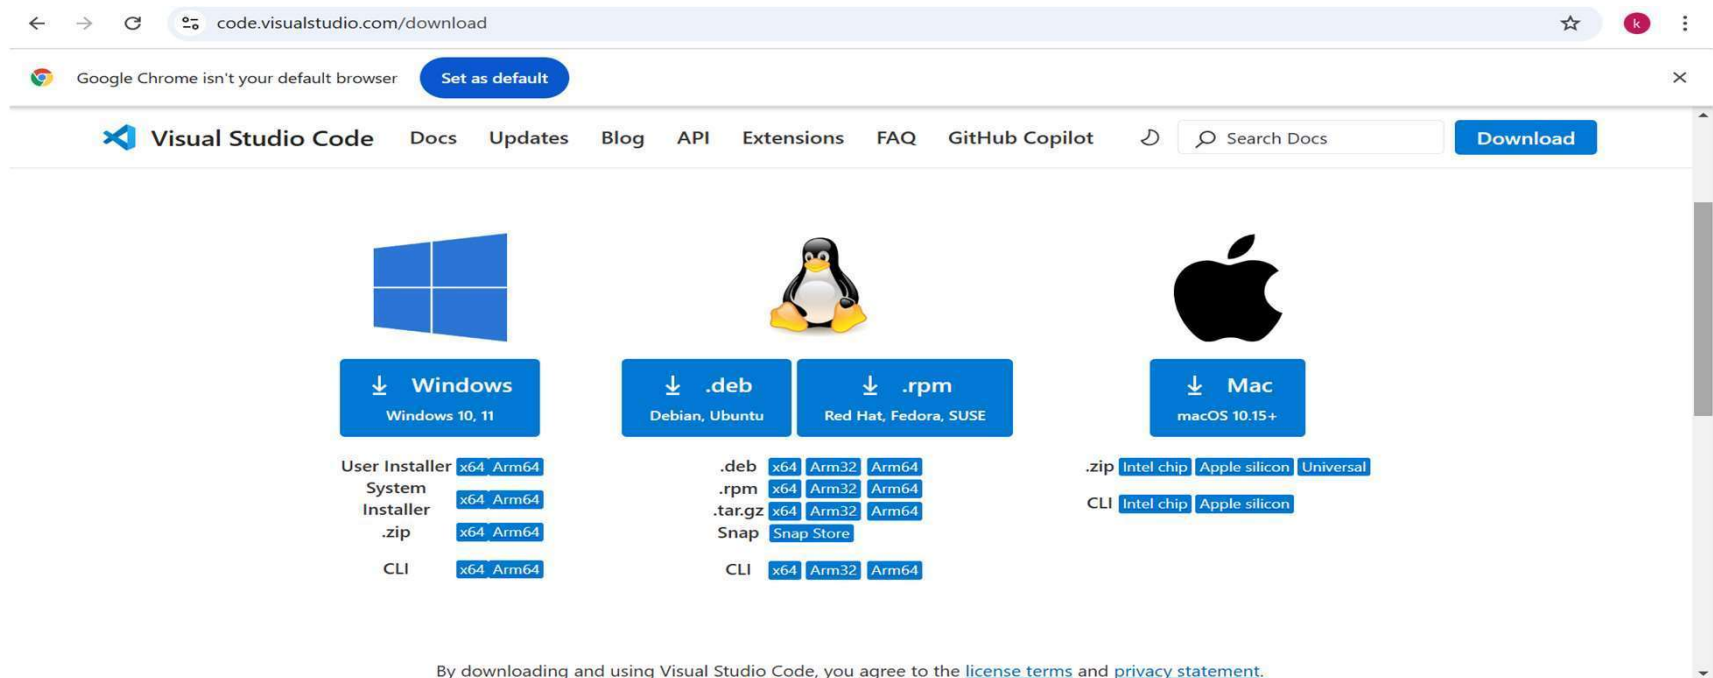 code.visualstudio.com/download
k
Google Chrome isn't your default browser Set as default
Visual Studio Code Docs Updates Blog API Extensions FAQ GitHub Copilot Search Docs Download
Windows
Windows 10, 11
User Installer x64 Arm64
System
Installer x64 Arm64
.zip x64 Arm64
CLI x64 Arm64
.deb
Debian, Ubuntu
.rpm
Red Hat, Fedora, SUSE
.deb x64 Arm32 Arm64
.rpm x64 Arm32 Arm64
.tar.gz x64 Arm32 Arm64
Snap Snap Store
CLI x64 Arm32 Arm64
Mac
macOS 10.15+
.zip Intel chip Apple silicon Universal
CLI Intel chip Apple silicon
By downloading and using Visual Studio Code, you agree to the license terms and privacy statement.